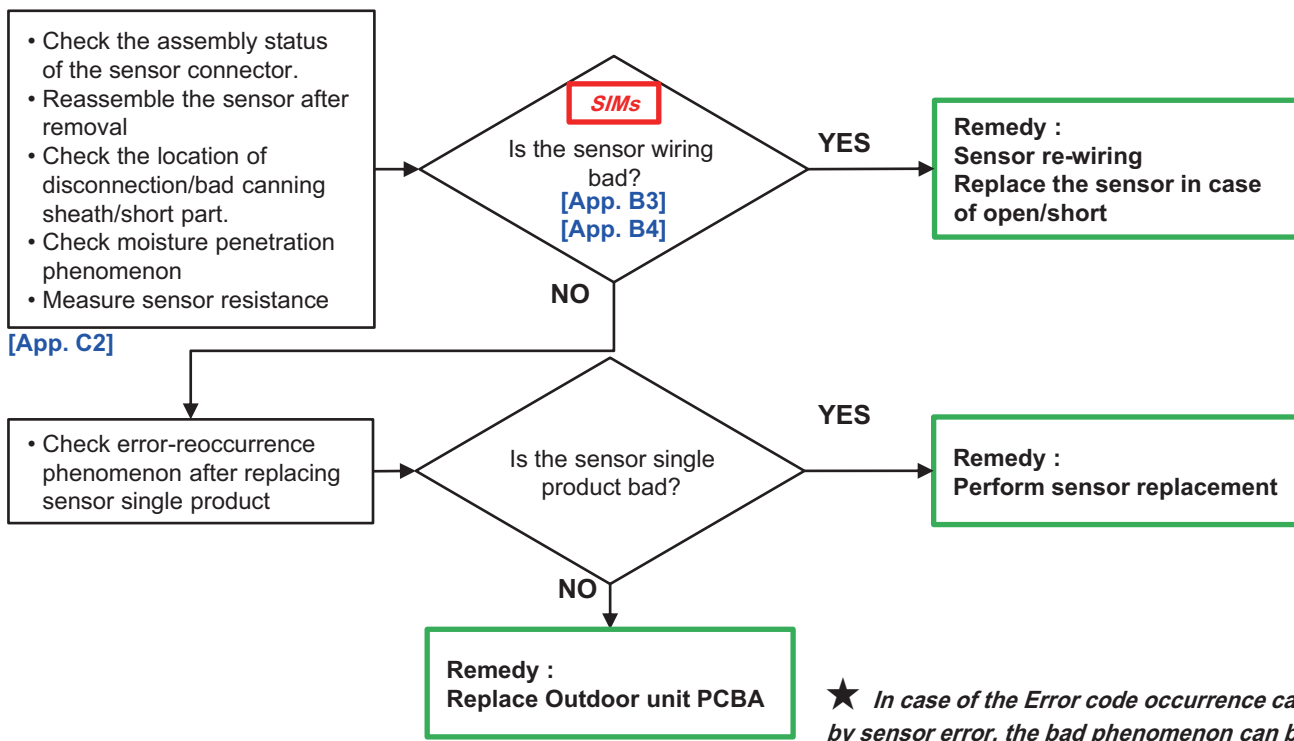 • Check the assembly status
of the sensor connector.
• Reassemble the sensor after
removal
• Check the location of
disconnection/bad canning
sheath/short part.
• Check moisture penetration
phenomenon
• Measure sensor resistance
[App. C2]
SIMs
Is the sensor wiring
bad?
[App. B3]
[App. B4]
YES
Remedy :
Sensor re-wiring
Replace the sensor in case
of open/short
NO
• Check error-reoccurrence
phenomenon after replacing
sensor single product
Is the sensor single
product bad?
YES
Remedy :
Perform sensor replacement
NO
Remedy :
Replace Outdoor unit PCBA
★ In case of the Error code occurrence
by sensor error, the bad phenomenon can